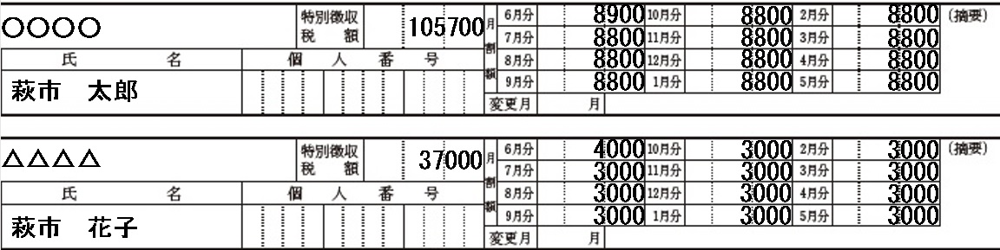 〇〇〇〇 特別徴収税額 105700 月割額 6月分 8900 10月分 8800 2月分 8800 (摘要)
7月分 8800 11月分 8800 3月分 8800
氏名 個人番号 8月分 8800 12月分 8800 4月分 8800
萩市 太郎 9月分 8800 1月分 8800 5月分 8800
変更月 月
△△△△ 特別徴収税額 37000 月割額 6月分 4000 10月分 3000 2月分 3000 (摘要)
7月分 3000 11月分 3000 3月分 3000
氏名 個人番号 8月分 3000 12月分 3000 4月分 3000
萩市 花子 9月分 3000 1月分 3000 5月分 3000
変更月 月